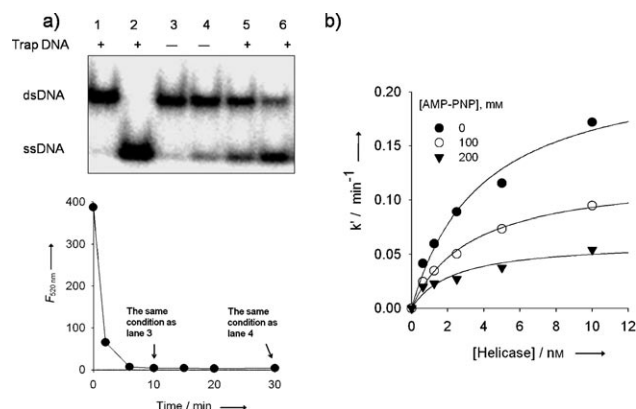 a)
1 2 3 4 5 6
Trap DNA + + — — + +
dsDNA
ssDNA
400
300
200
100
0
F520 nm
The same
condition as
lane 3
The same
condition as
lane 4
0 10 20 30
Time / min
b)
[AMP-PNP], mM
0
100
200
0.20
0.15
0.10
0.05
0.00
k' / min-1
0 2 4 6 8 10 12
[Helicase] / nM